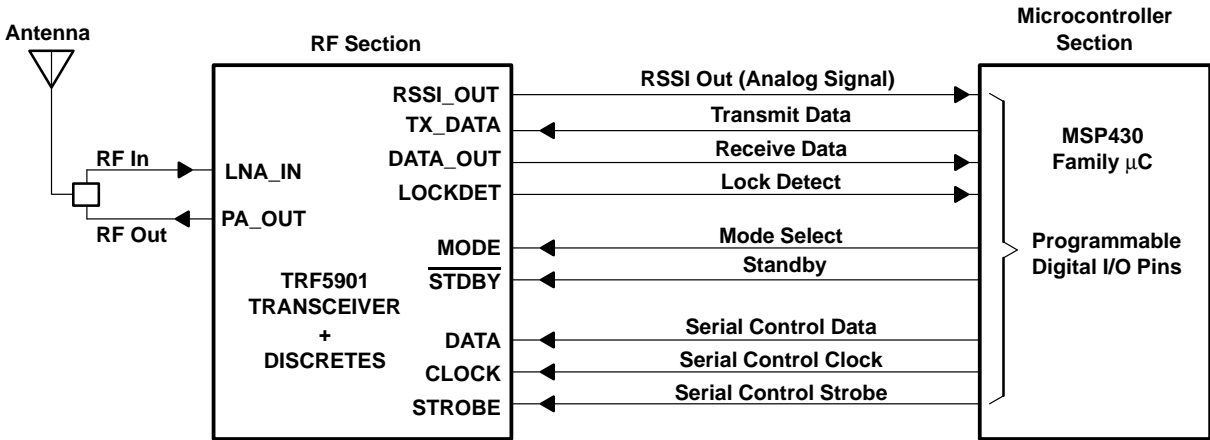 Antenna
RF Section
Microcontroller
Section
RF In
RF Out
LNA_IN
PA_OUT
TRF5901
TRANSCEIVER
+
DISCRETES
RSSI_OUT
TX_DATA
DATA_OUT
LOCKDET
MODE
STDBY
DATA
CLOCK
STROBE
RSSI Out (Analog Signal)
Transmit Data
Receive Data
Lock Detect
Mode Select
Standby
Serial Control Data
Serial Control Clock
Serial Control Strobe
MSP430
Family μC
Programmable
Digital I/O Pins